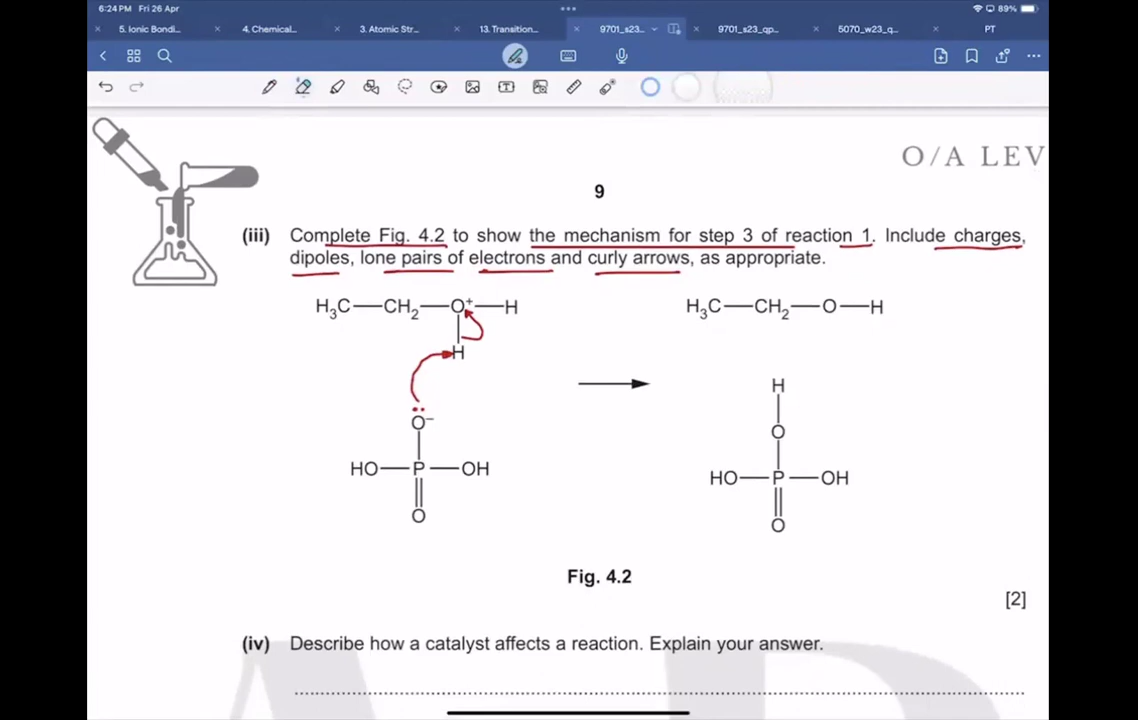 6:24 PM Fri 26 Apr
89%
5. Ionic Bondi... 4. Chemical... 3. Atomic Str... 13. Transition... 9701_s23... 9701_s23_qp... 5070_w23_q... PT
O/A LEV
9
(iii) Complete Fig. 4.2 to show the mechanism for step 3 of reaction 1. Include charges,
dipoles, lone pairs of electrons and curly arrows, as appropriate.
H₃C—CH₂—O⁺—H
H
O⁻
HO—P—OH
O
H₃C—CH₂—O—H
H
O
HO—P—OH
O
Fig. 4.2
[2]
(iv) Describe how a catalyst affects a reaction. Explain your answer.